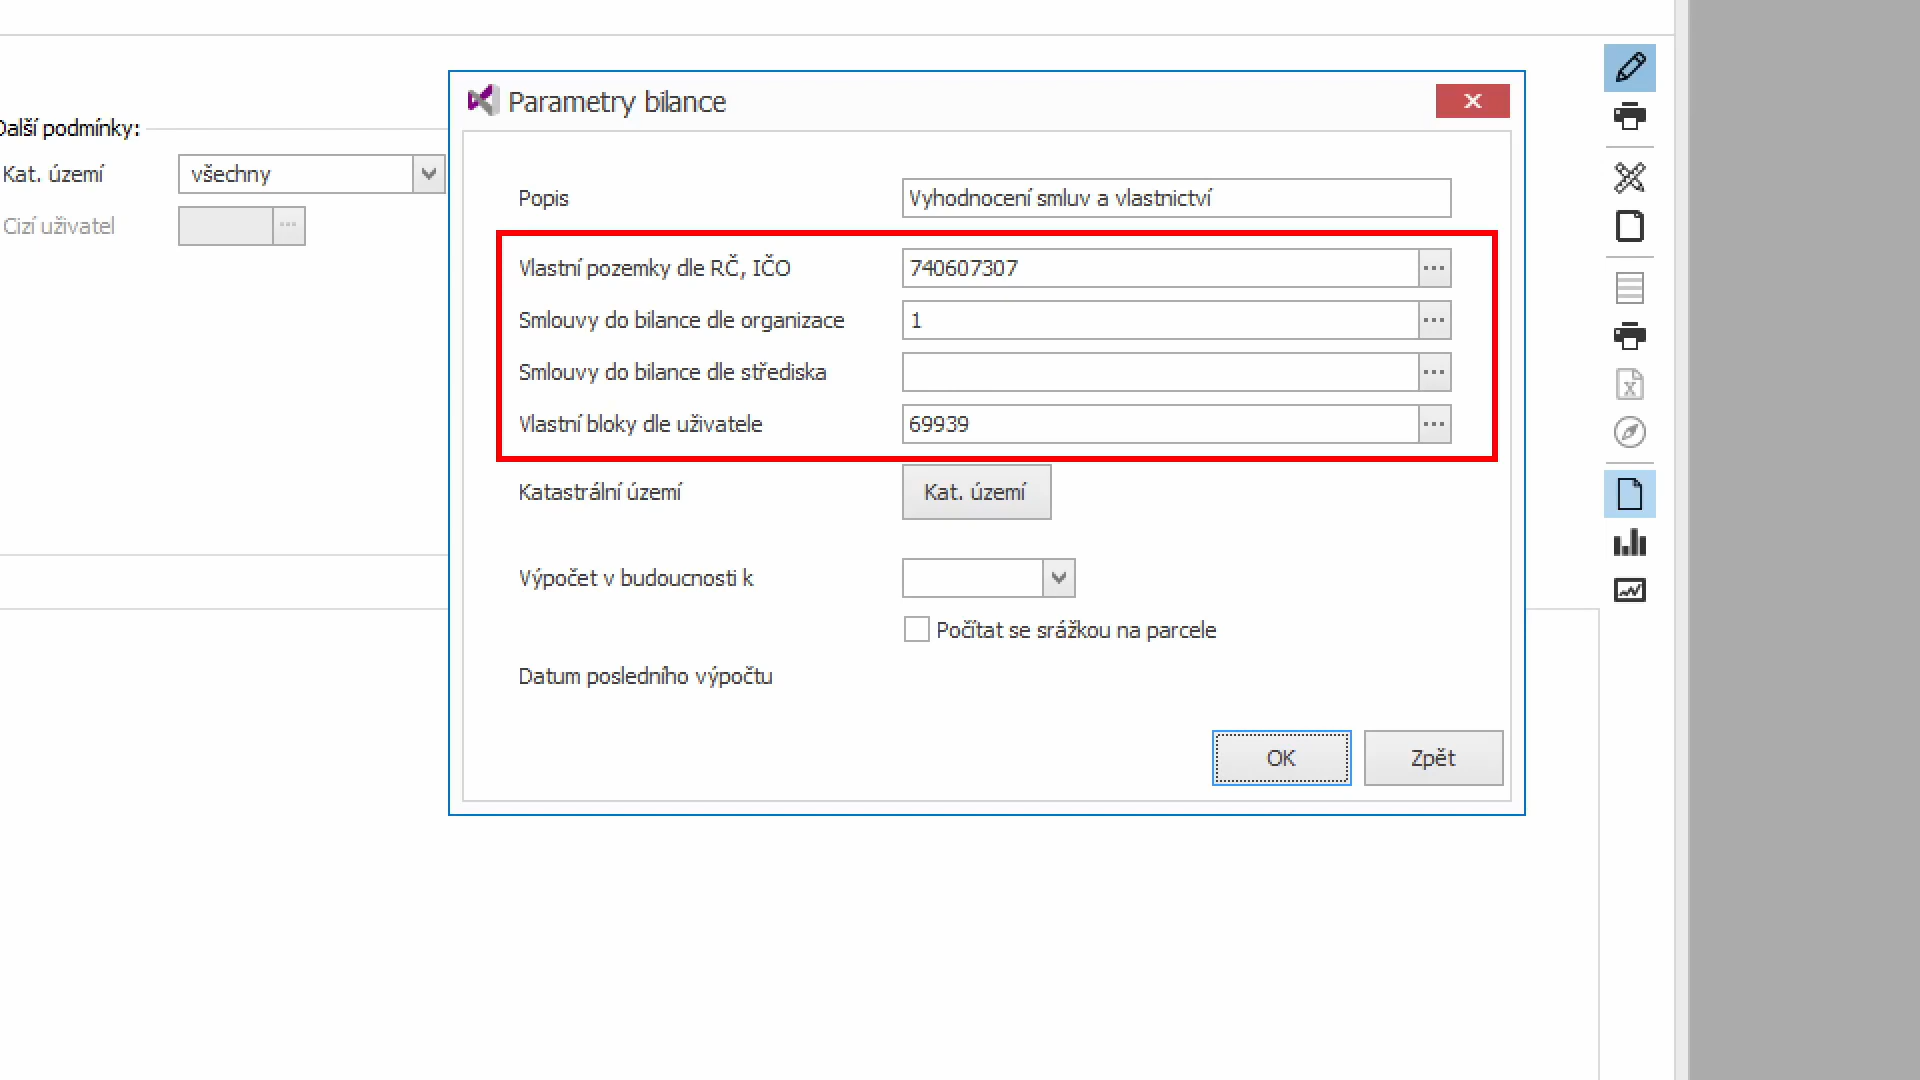 Další podmínky:
Kat. území
všechny
Cizí uživatel
Parametry bilance
Popis
Vyhodnocení smluv a vlastnictví
Vlastní pozemky dle RČ, IČO
740607307
Smlouvy do bilance dle organizace
1
Smlouvy do bilance dle střediska
Vlastní bloky dle uživatele
69939
Katastrální území
Kat. území
Výpočet v budoucnosti k
Počítat se srážkou na parcele
Datum posledního výpočtu
OK
Zpět